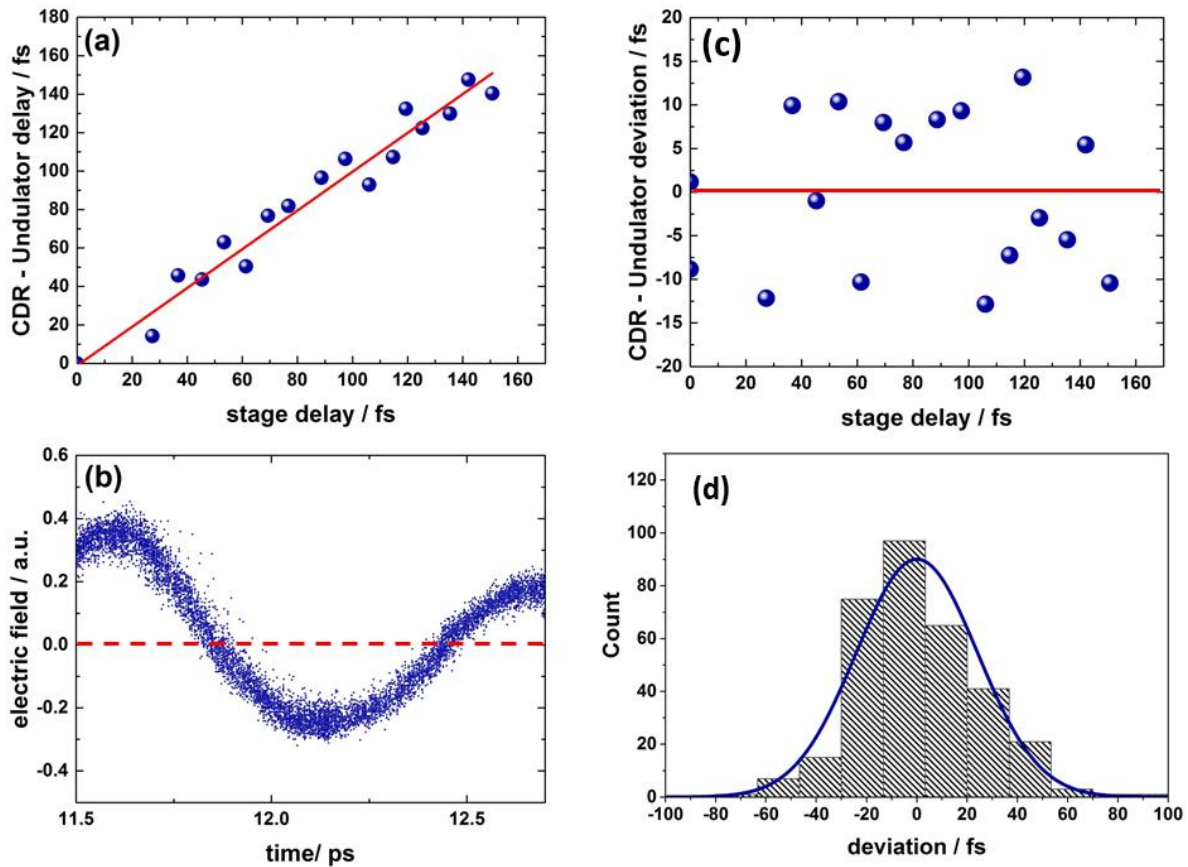 (a)
180
160
140
120
100
80
60
40
20
0
CDR - Undulator delay / fs
0 20 40 60 80 100 120 140 160
stage delay / fs
(c)
20
15
10
5
0
-5
-10
-15
-20
CDR - Undulator deviation / fs
0 20 40 60 80 100 120 140 160
stage delay / fs
(b)
0.6
0.4
0.2
0.0
-0.2
-0.4
electric field / a.u.
11.5 12.0 12.5
time/ ps
(d)
120
100
80
60
40
20
0
Count
-100 -80 -60 -40 -20 0 20 40 60 80 100
deviation / fs